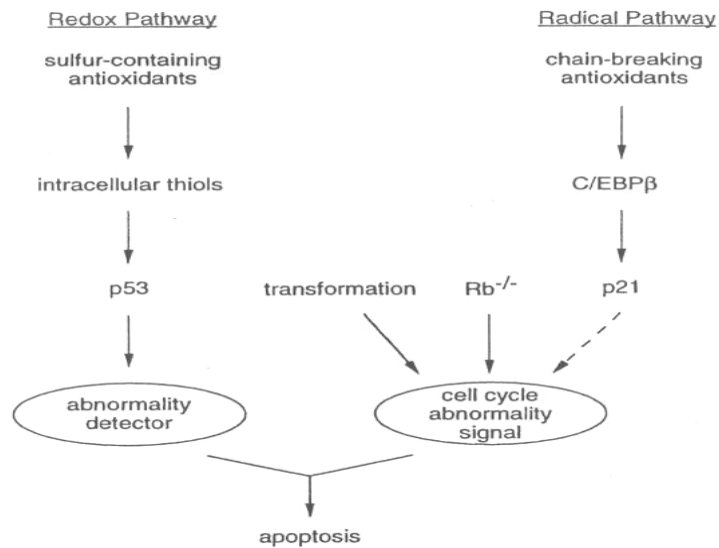 Redox Pathway
Radical Pathway
sulfur-containing
antioxidants
chain-breaking
antioxidants
intracellular thiols
C/EBPβ
p53
transformation
Rb-/-
p21
abnormality
detector
cell cycle
abnormality
signal
apoptosis